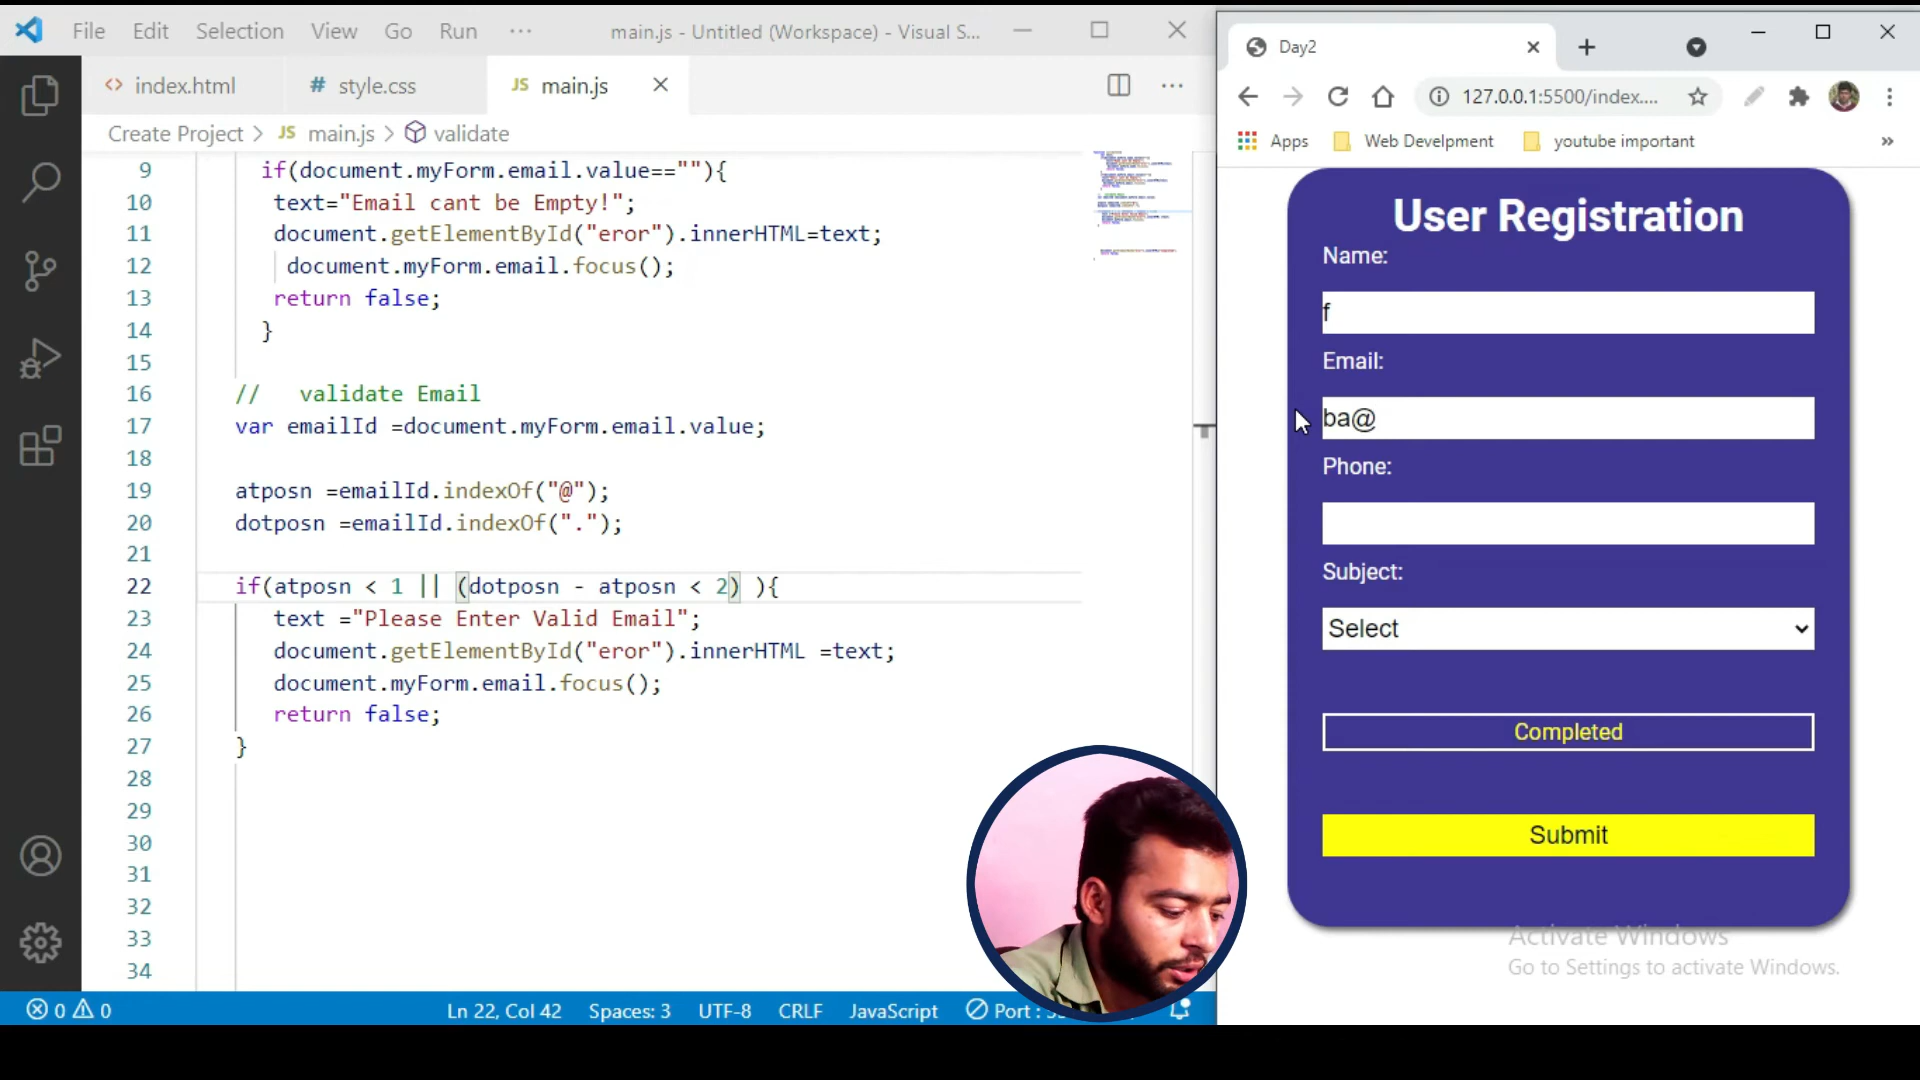 File Edit Selection View Go Run ··· main.js - Untitled (Workspace) - Visual S...
index.html # style.css JS main.js
Create Project > JS main.js > validate
9 if(document.myForm.email.value==""){
10 text="Email cant be Empty!";
11 document.getElementById("eror").innerHTML=text;
12 document.myForm.email.focus();
13 return false;
14 }
15
16 // validate Email
17 var emailId =document.myForm.email.value;
18
19 atposn =emailId.indexOf("@");
20 dotposn =emailId.indexOf(".");
21
22 if(atposn < 1 || (dotposn - atposn < 2) ){
23 text ="Please Enter Valid Email";
24 document.getElementById("eror").innerHTML =text;
25 document.myForm.email.focus();
26 return false;
27 }
28
29
30
31
32
33
34
0 0 Ln 22, Col 42 Spaces: 3 UTF-8 CRLF JavaScript Port :
Day2
127.0.0.1:5500/index....
Apps Web Develpment youtube important »
User Registration
Name:
f
Email:
ba@
Phone:
Subject:
Select
Completed
Submit
Activate Windows
Go to Settings to activate Windows.